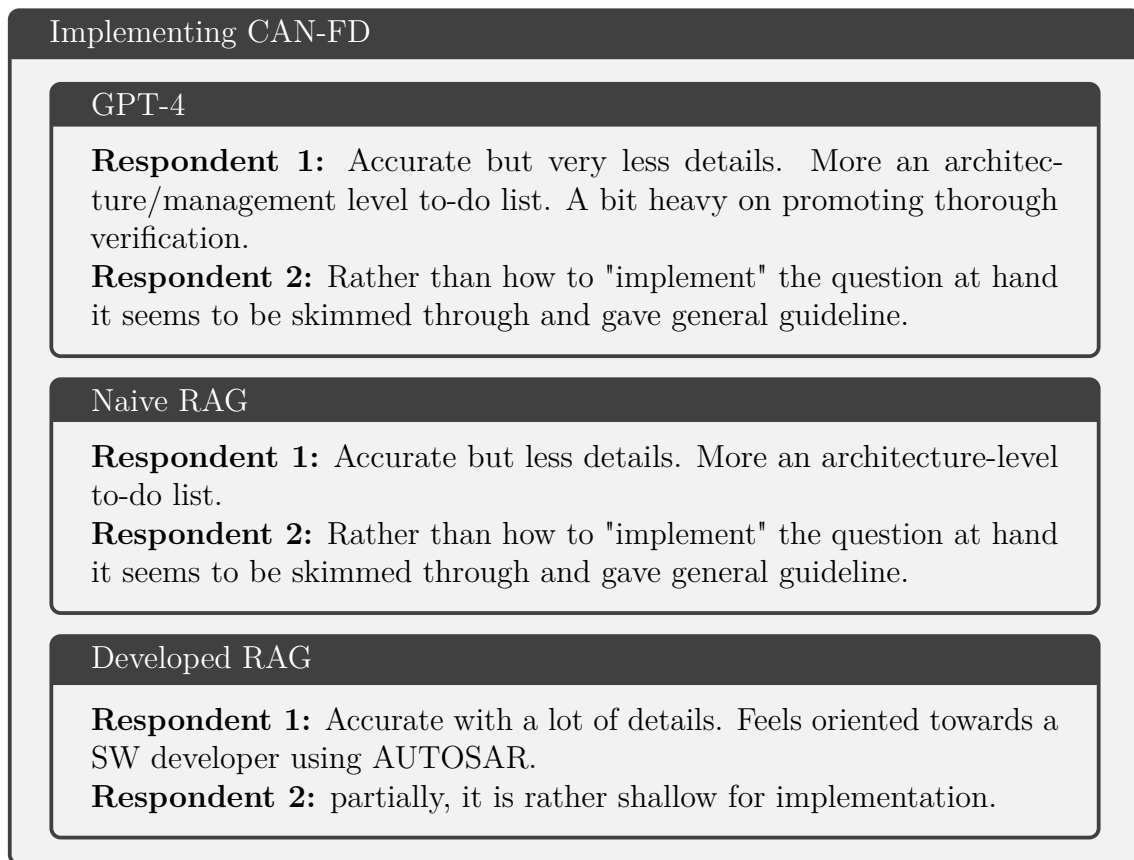 Implementing CAN-FD
GPT-4
Respondent 1: Accurate but very less details. More an architec-
ture/management level to-do list. A bit heavy on promoting thorough
verification.
Respondent 2: Rather than how to "implement" the question at hand
it seems to be skimmed through and gave general guideline.
Naive RAG
Respondent 1: Accurate but less details. More an architecture-level
to-do list.
Respondent 2: Rather than how to "implement" the question at hand
it seems to be skimmed through and gave general guideline.
Developed RAG
Respondent 1: Accurate with a lot of details. Feels oriented towards a
SW developer using AUTOSAR.
Respondent 2: partially, it is rather shallow for implementation.